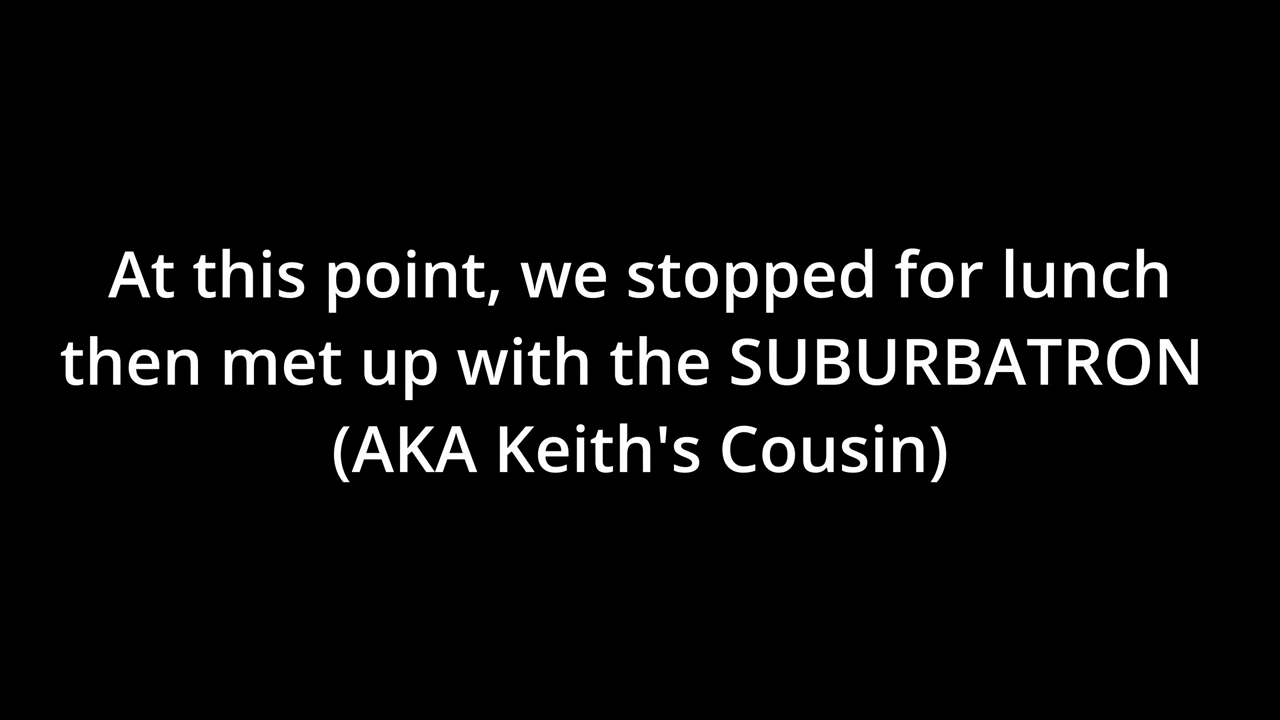 At this point, we stopped for lunch
then met up with the SUBURBATRON
(AKA Keith's Cousin)